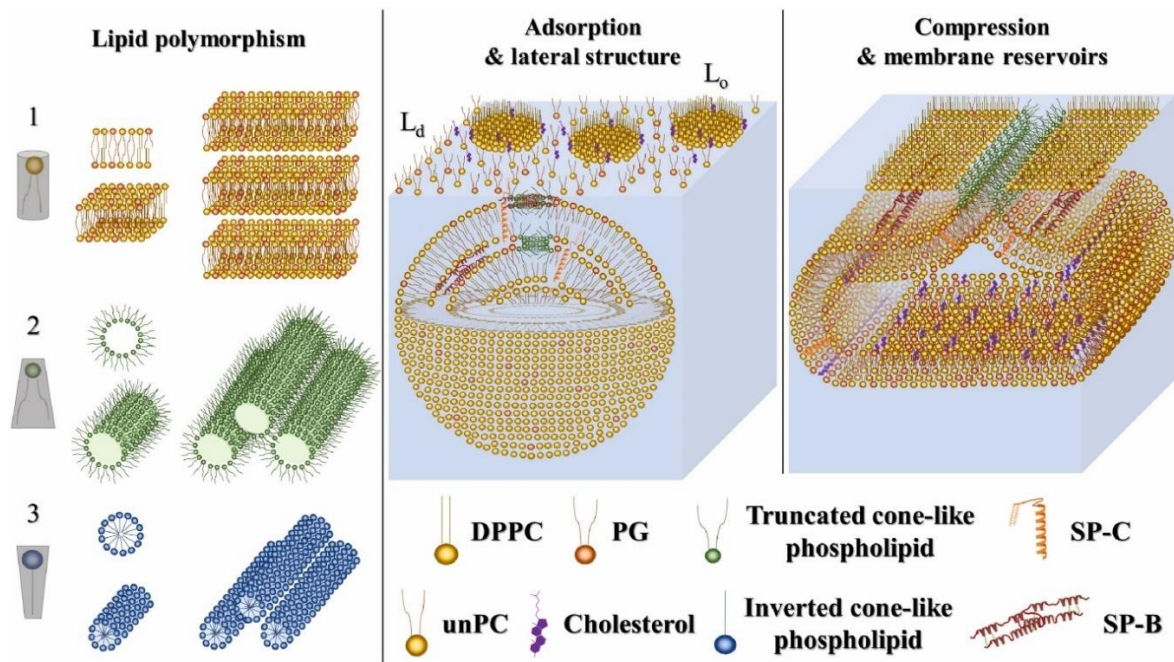 Lipid polymorphism
1
2
3
Adsorption
& lateral structure
Lo
Ld
Compression
& membrane reservoirs
DPPC
PG
Truncated cone-like
phospholipid
SP-C
unPC
Cholesterol
Inverted cone-like
phospholipid
SP-B